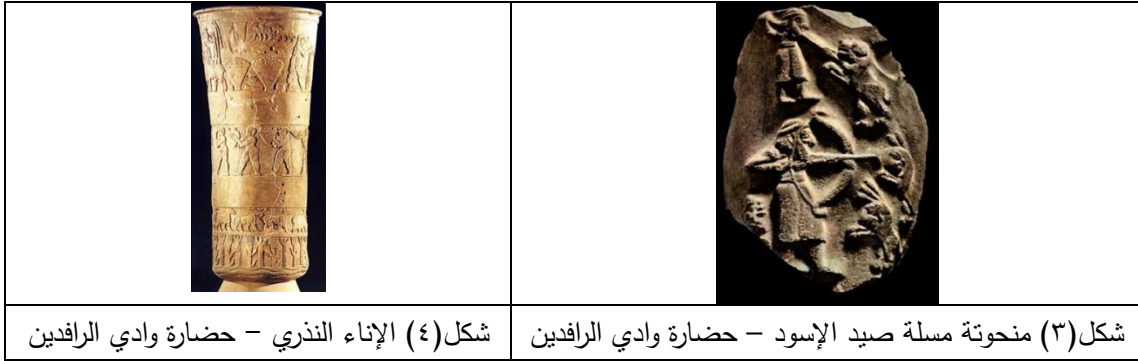 شكل(٣) منحوتة مسلة صيد الإسود – حضارة وادي الرافدين
شكل(٤) الإناء النذري – حضارة وادي الرافدين